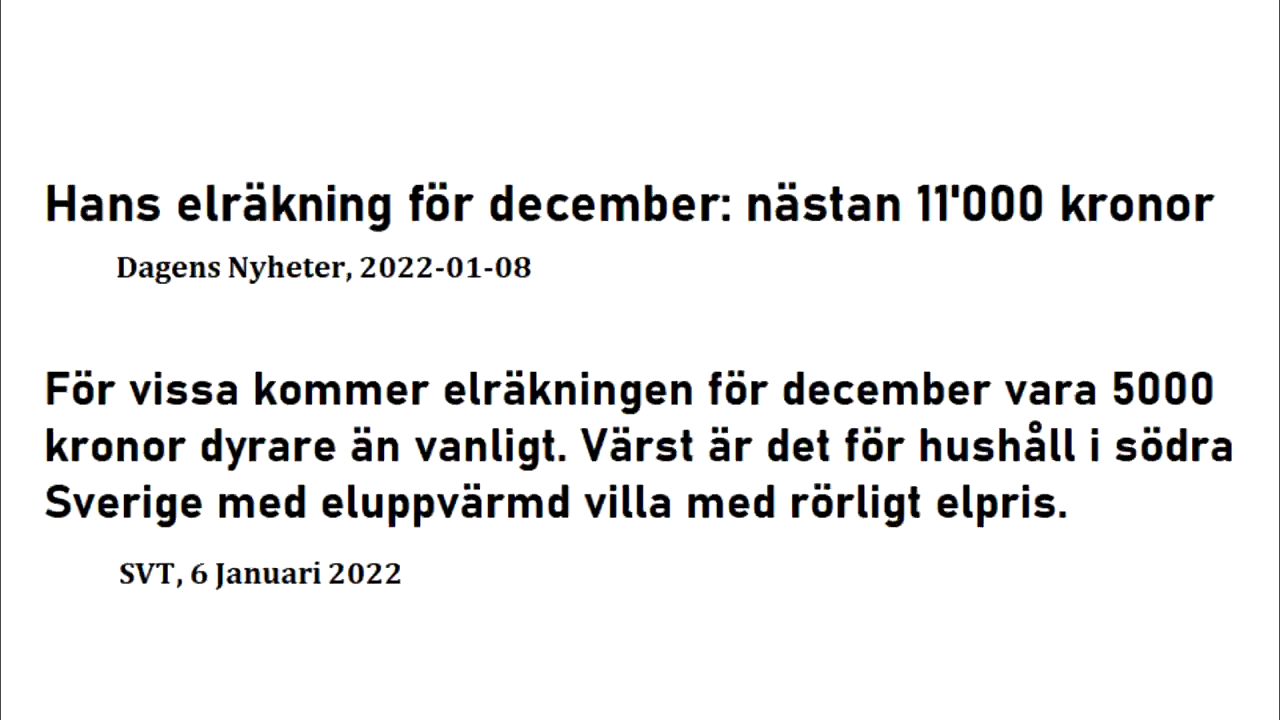 Hans elräkning för december: nästan 11'000 kronor
Dagens Nyheter, 2022-01-08
För vissa kommer elräkningen för december vara 5000
kronor dyrare än vanligt. Värst är det för hushåll i södra
Sverige med eluppvärmd villa med rörligt elpris.
SVT, 6 Januari 2022